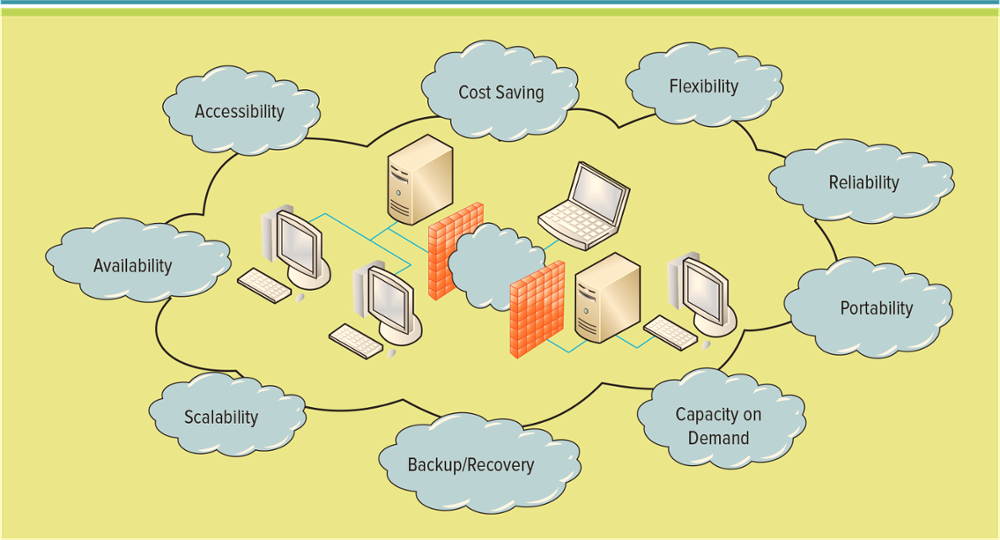 Cost Saving
Flexibility
Accessibility
Reliability
Availability
Portability
Scalability
Capacity on
Demand
Backup/Recovery